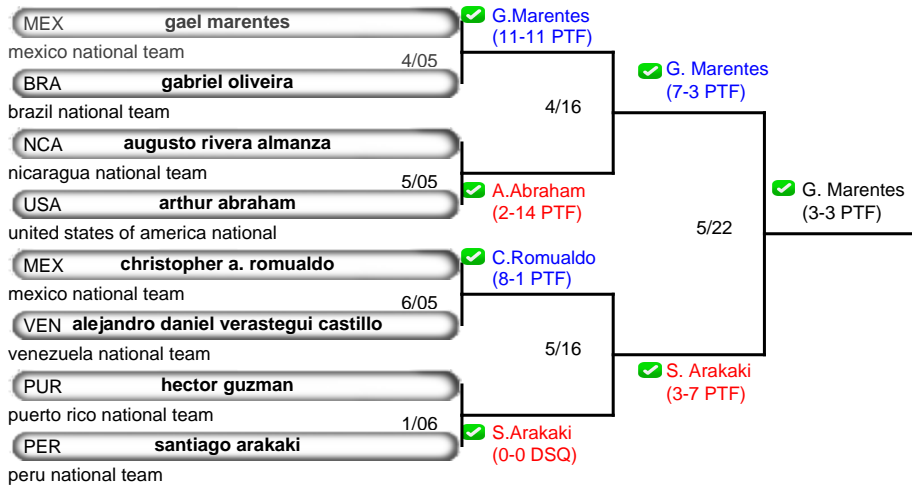 MEX gael marentes
mexico national team
4/05
BRA gabriel oliveira
brazil national team
NCA augusto rivera almanza
nicaragua national team
5/05
USA arthur abraham
united states of america national
MEX christopher a. romualdo
mexico national team
6/05
VEN alejandro daniel verastegui castillo
venezuela national team
PUR hector guzman
puerto rico national team
1/06
PER santiago arakaki
peru national team
G.Marentes
(11-11 PTF)
4/16
A.Abraham
(2-14 PTF)
C.Romualdo
(8-1 PTF)
5/16
S.Arakaki
(0-0 DSQ)
G. Marentes
(7-3 PTF)
5/22
S. Arakaki
(3-7 PTF)
G. Marentes
(3-3 PTF)